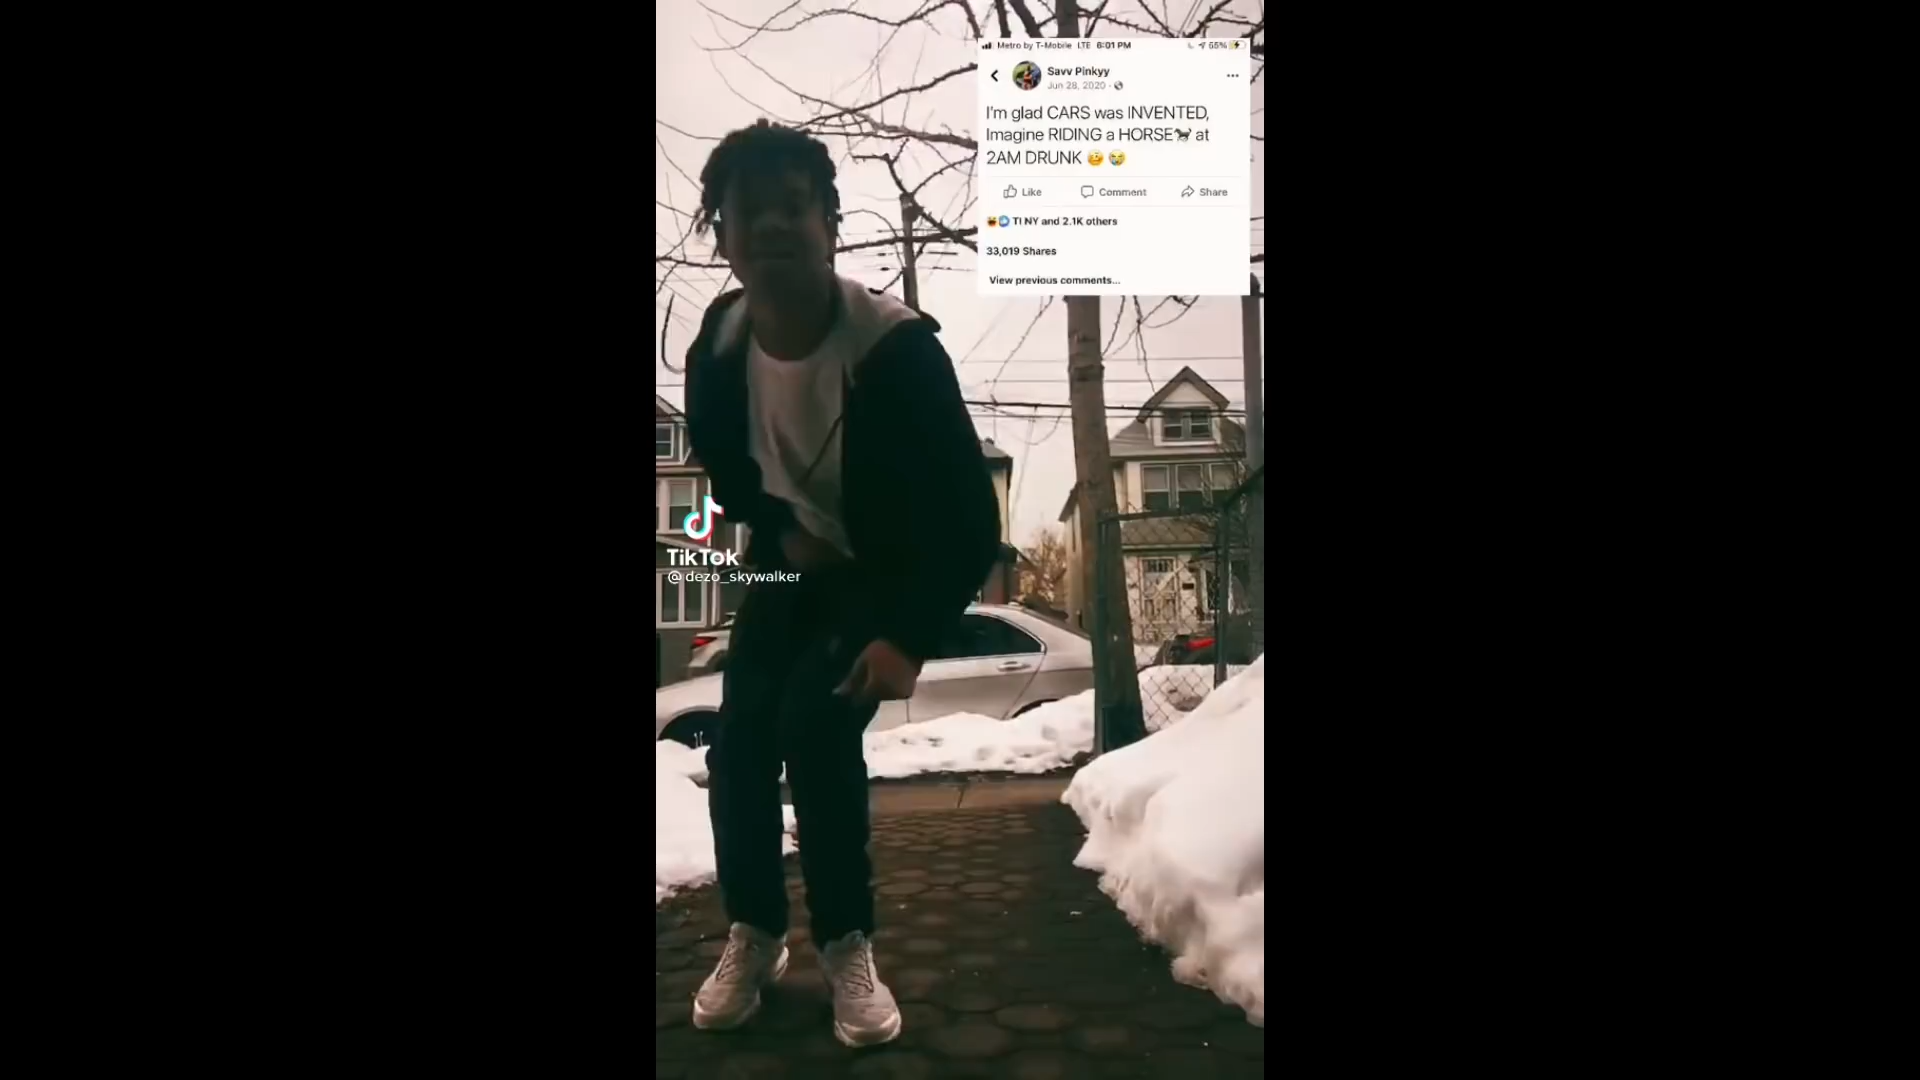 Metro by T-Mobile LTE 6:01 PM 55%
Savv Pinkyy
Jun 28, 2020
I'm glad CARS was INVENTED,
Imagine RIDING a HORSE🐎 at
2AM DRUNK 🤕 😭
Like Comment Share
TI NY and 2.1K others
33,019 Shares
View previous comments...
TikTok
@dezo_skywalker